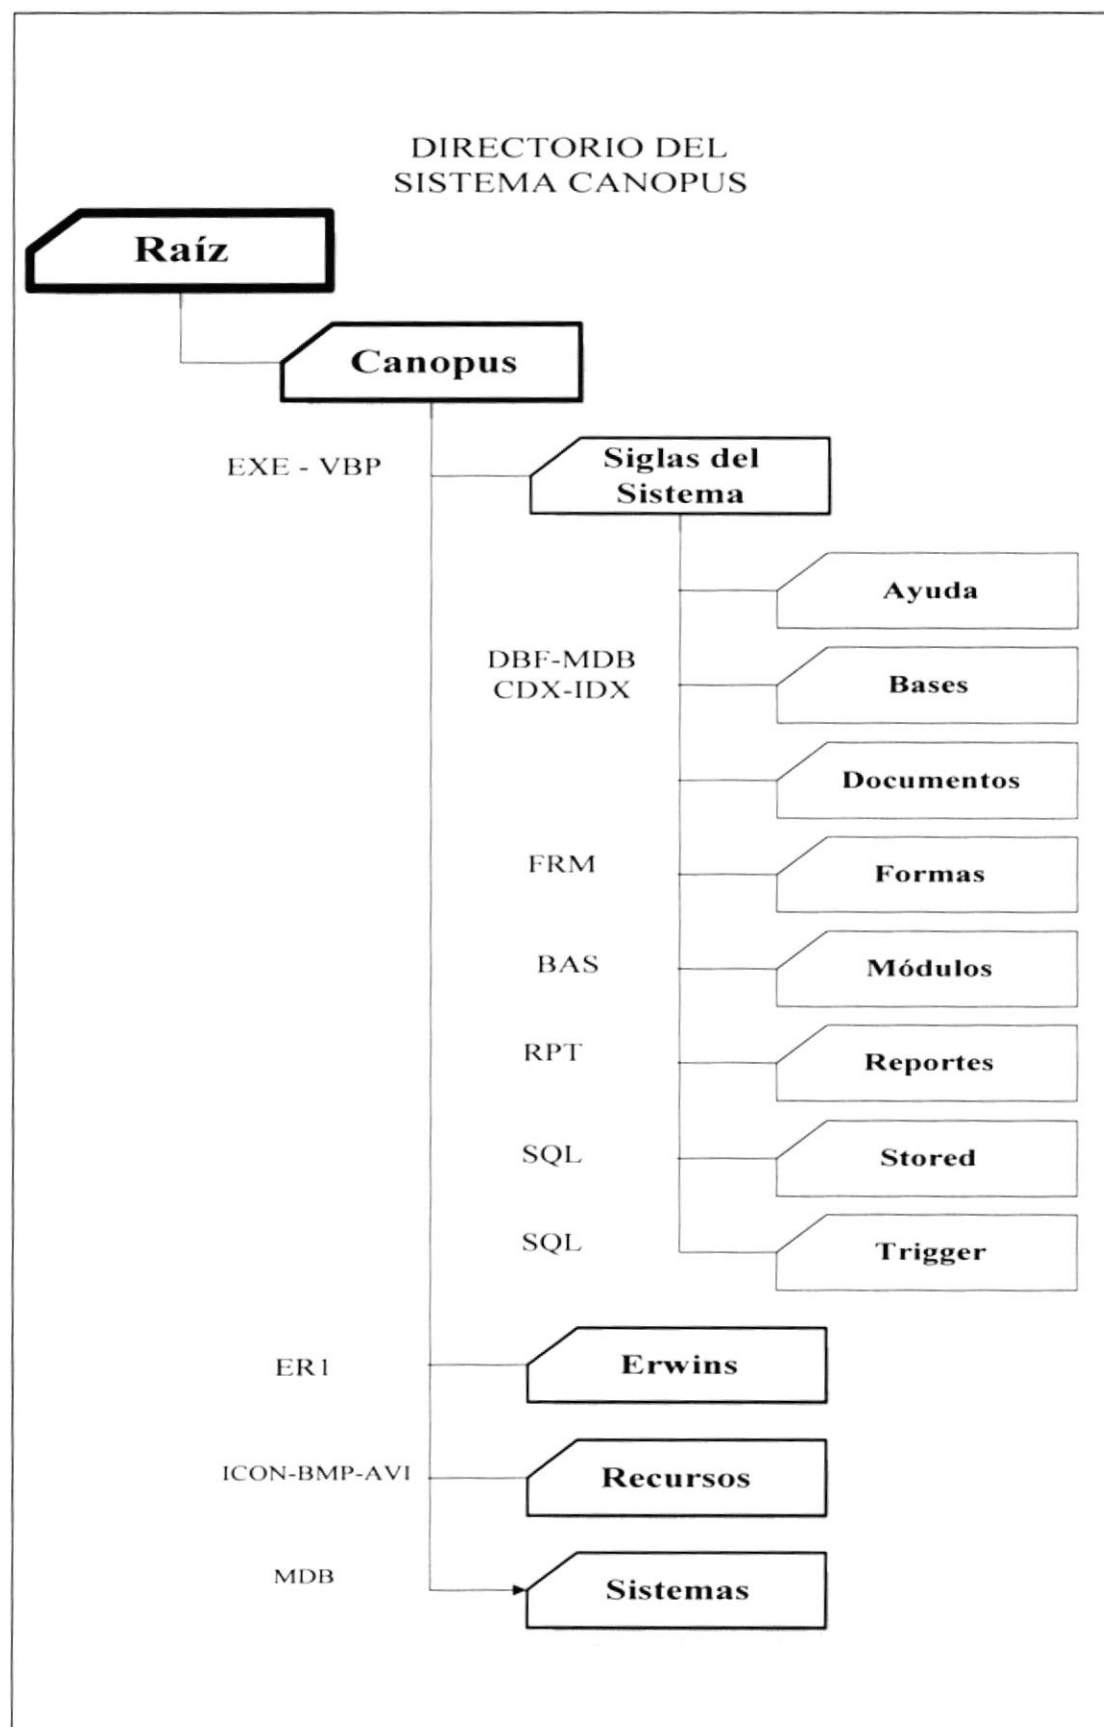 DIRECTORIO DEL
SISTEMA CANOPUS
Raíz
Canopus
EXE - VBP
Siglas del
Sistema
Ayuda
DBF-MDB
CDX-IDX
Bases
Documentos
FRM
Formas
BAS
Módulos
RPT
Reportes
SQL
Stored
SQL
Trigger
ER1
Erwins
ICON-BMP-AVI
Recursos
MDB
Sistemas